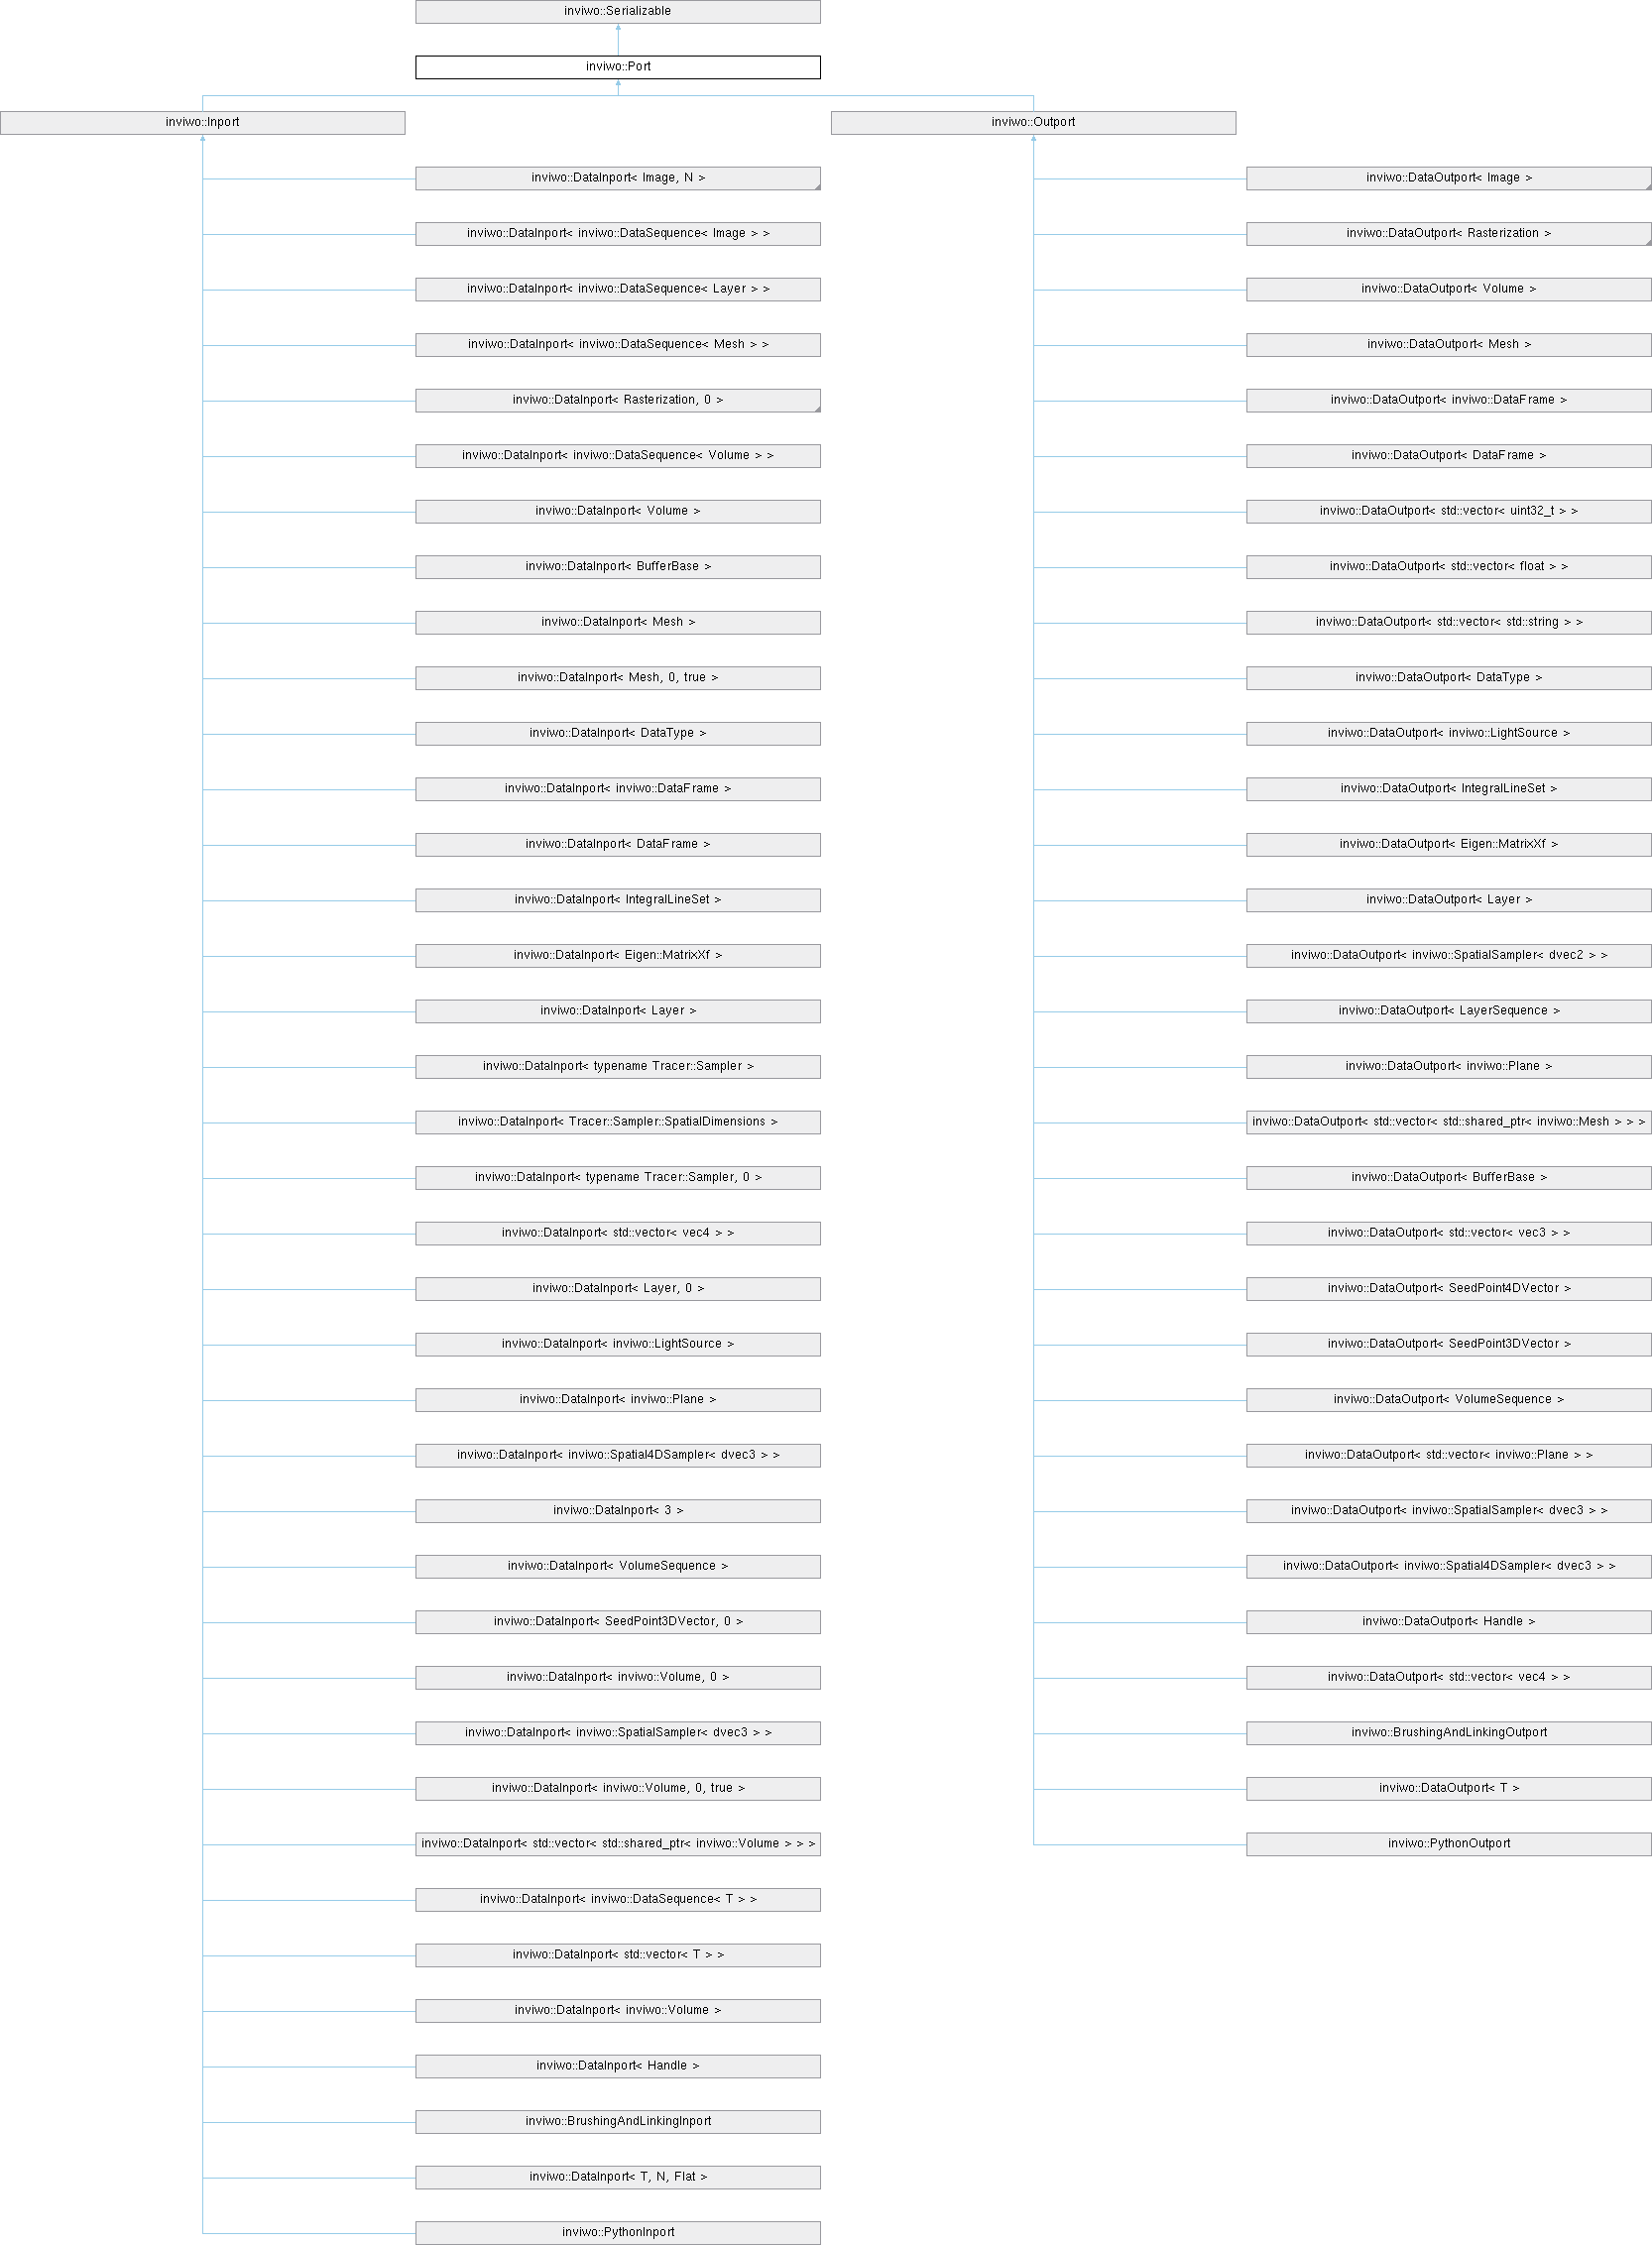 inviwo::Serializable
inviwo::Port
inviwo::Inport
inviwo::Outport
inviwo::DataInport< Image, N >
inviwo::DataOutport< Image >
inviwo::DataInport< inviwo::DataSequence< Image > >
inviwo::DataOutport< Rasterization >
inviwo::DataInport< inviwo::DataSequence< Layer > >
inviwo::DataOutport< Volume >
inviwo::DataInport< inviwo::DataSequence< Mesh > >
inviwo::DataOutport< Mesh >
inviwo::DataInport< Rasterization, 0 >
inviwo::DataOutport< inviwo::DataFrame >
inviwo::DataInport< inviwo::DataSequence< Volume > >
inviwo::DataOutport< DataFrame >
inviwo::DataInport< Volume >
inviwo::DataOutport< std::vector< uint32_t > >
inviwo::DataInport< BufferBase >
inviwo::DataOutport< std::vector< float > >
inviwo::DataInport< Mesh >
inviwo::DataOutport< std::vector< std::string > >
inviwo::DataInport< Mesh, 0, true >
inviwo::DataOutport< DataType >
inviwo::DataInport< DataType >
inviwo::DataOutport< inviwo::LightSource >
inviwo::DataInport< inviwo::DataFrame >
inviwo::DataOutport< IntegralLineSet >
inviwo::DataInport< DataFrame >
inviwo::DataOutport< Eigen::MatrixXf >
inviwo::DataInport< IntegralLineSet >
inviwo::DataOutport< Layer >
inviwo::DataInport< Eigen::MatrixXf >
inviwo::DataOutport< inviwo::SpatialSampler< dvec2 > >
inviwo::DataInport< Layer >
inviwo::DataOutport< LayerSequence >
inviwo::DataInport< typename Tracer::Sampler >
inviwo::DataOutport< inviwo::Plane >
inviwo::DataInport< Tracer::Sampler::SpatialDimensions >
inviwo::DataOutport< std::vector< std::shared_ptr< inviwo::Mesh > > >
inviwo::DataInport< typename Tracer::Sampler, 0 >
inviwo::DataOutport< BufferBase >
inviwo::DataInport< std::vector< vec4 > >
inviwo::DataOutport< std::vector< vec3 > >
inviwo::DataInport< Layer, 0 >
inviwo::DataOutport< SeedPoint4DVector >
inviwo::DataInport< inviwo::LightSource >
inviwo::DataOutport< SeedPoint3DVector >
inviwo::DataInport< inviwo::Plane >
inviwo::DataOutport< VolumeSequence >
inviwo::DataInport< inviwo::Spatial4DSampler< dvec3 > >
inviwo::DataOutport< std::vector< inviwo::Plane > >
inviwo::DataInport< 3 >
inviwo::DataOutport< inviwo::SpatialSampler< dvec3 > >
inviwo::DataInport< VolumeSequence >
inviwo::DataOutport< inviwo::Spatial4DSampler< dvec3 > >
inviwo::DataInport< SeedPoint3DVector, 0 >
inviwo::DataOutport< Handle >
inviwo::DataInport< inviwo::Volume, 0 >
inviwo::DataOutport< std::vector< vec4 > >
inviwo::DataInport< inviwo::SpatialSampler< dvec3 > >
inviwo::BrushingAndLinkingOutport
inviwo::DataInport< inviwo::Volume, 0, true >
inviwo::DataOutport< T >
inviwo::DataInport< std::vector< std::shared_ptr< inviwo::Volume > > >
inviwo::PythonOutport
inviwo::DataInport< inviwo::DataSequence< T > >
inviwo::DataInport< std::vector< T > >
inviwo::DataInport< inviwo::Volume >
inviwo::DataInport< Handle >
inviwo::BrushingAndLinkingInport
inviwo::DataInport< T, N, Flat >
inviwo::PythonInport